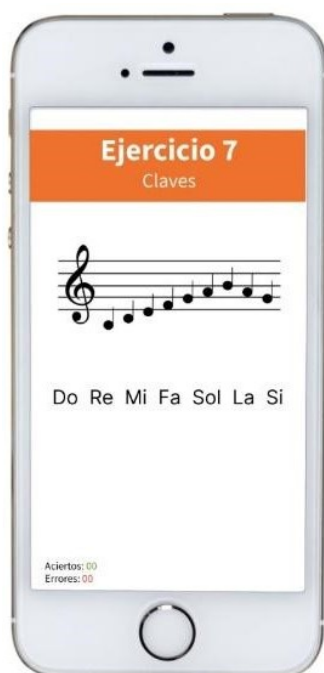 Ejercicio 7
Claves
Do Re Mi Fa Sol La Si
Aciertos: 00
Errores: 00